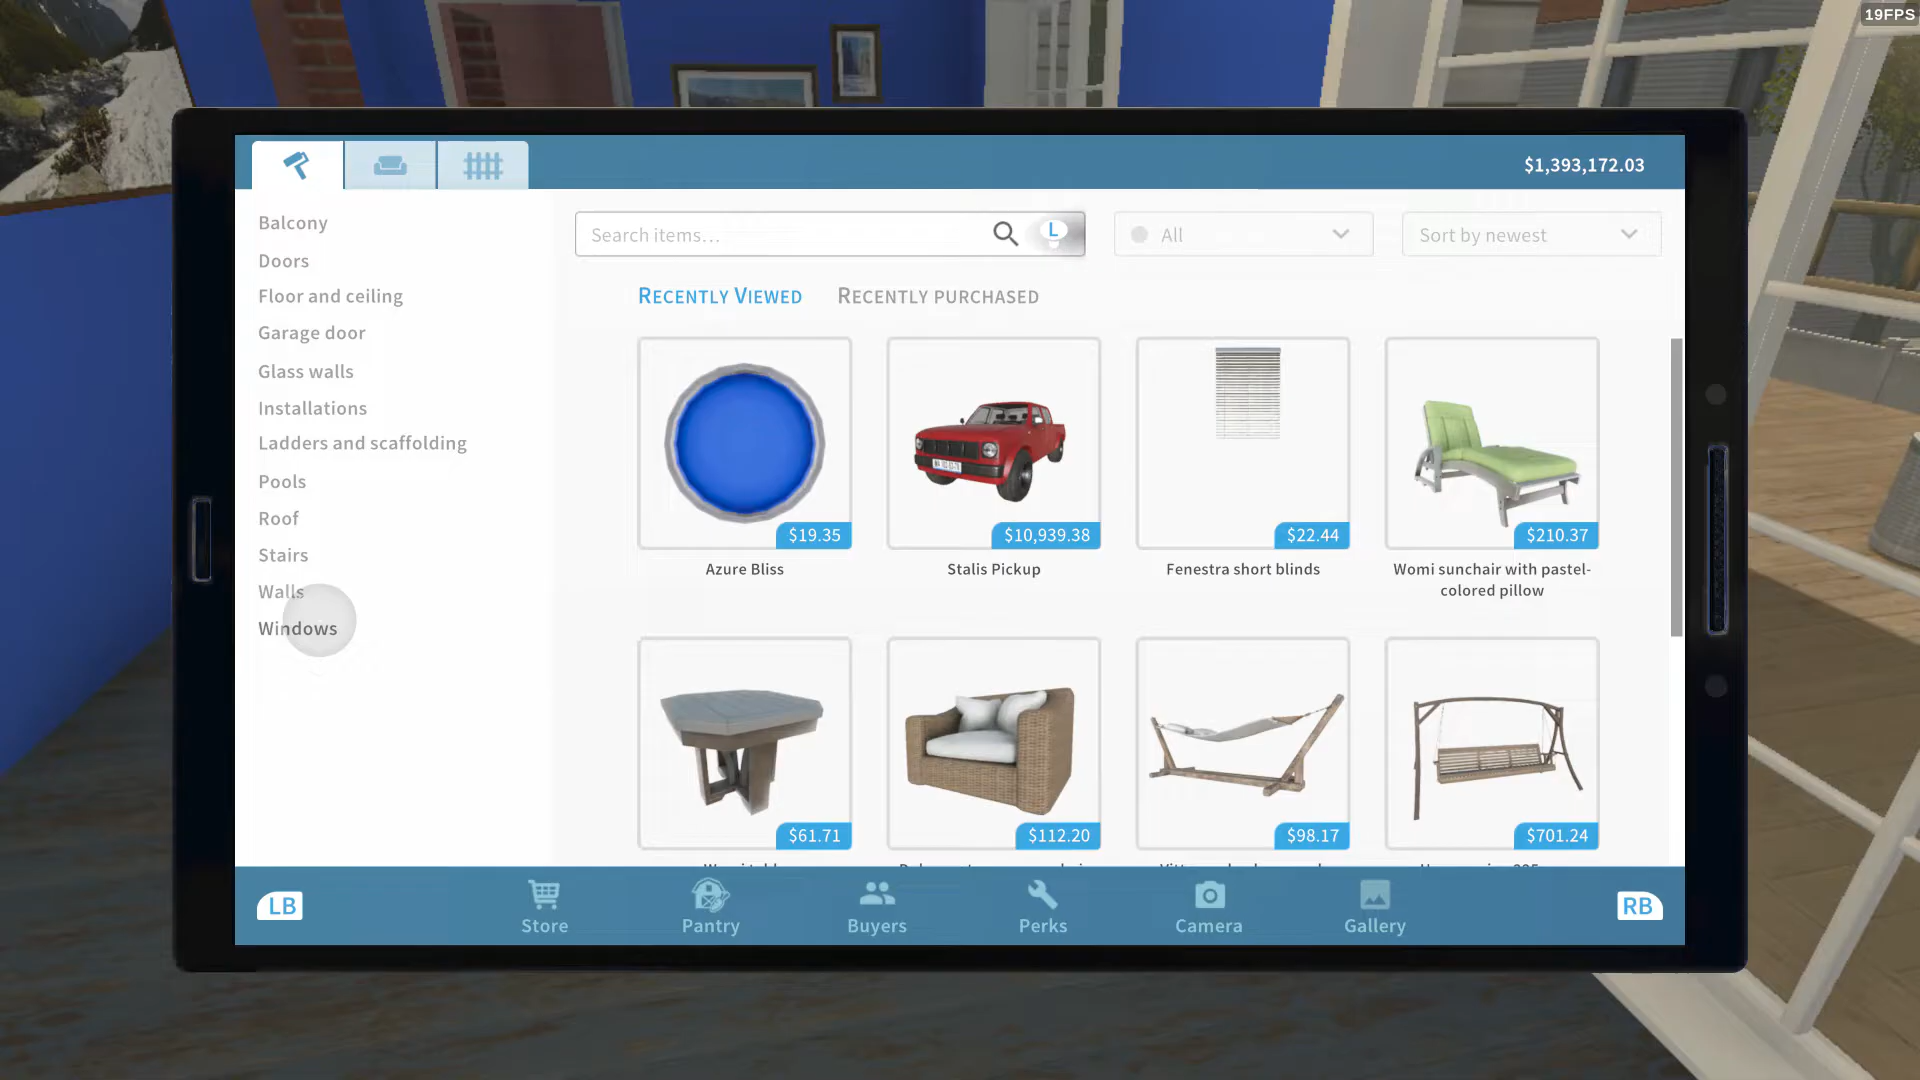 19FPS
$1,393,172.03
Balcony
Doors
Floor and ceiling
Garage door
Glass walls
Installations
Ladders and scaffolding
Pools
Roof
Stairs
Walls
Windows
Search items...
L
All
Sort by newest
RECENTLY VIEWED
RECENTLY PURCHASED
$19.35
Azure Bliss
$10,939.38
Stalis Pickup
$22.44
Fenestra short blinds
$210.37
Womi sunchair with pastel-
colored pillow
$61.71
$112.20
$98.17
$701.24
LB
Store
Pantry
Buyers
Perks
Camera
Gallery
RB